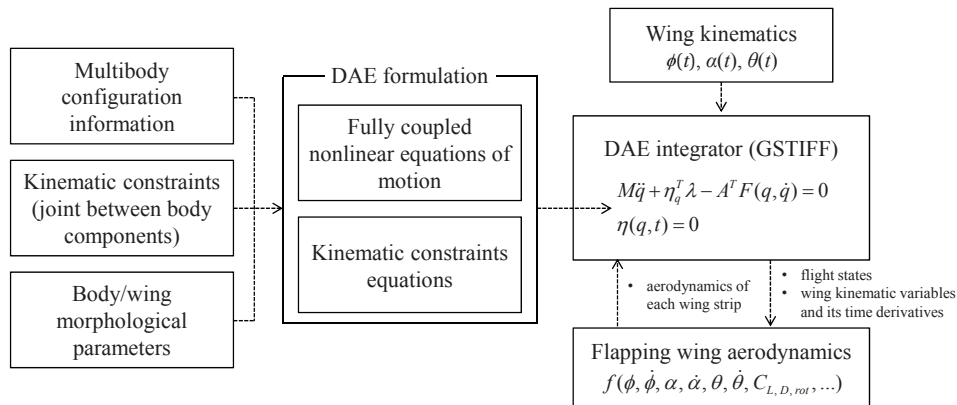 Multibody
configuration
information
Kinematic constraints
(joint between body
components)
Body/wing
morphological
parameters
DAE formulation
Fully coupled
nonlinear equations of
motion
Kinematic constraints
equations
Wing kinematics
ϕ(t), α(t), θ(t)
DAE integrator (GSTIFF)
Mq̈ + η_q^T λ − A^T F(q, q̇) = 0
η(q, t) = 0
• aerodynamics of
each wing strip
• flight states
• wing kinematic variables
and its time derivatives
Flapping wing aerodynamics
f(ϕ, ϕ̇, α, α̇, θ, θ̇, C_{L, D, rot}, ...)